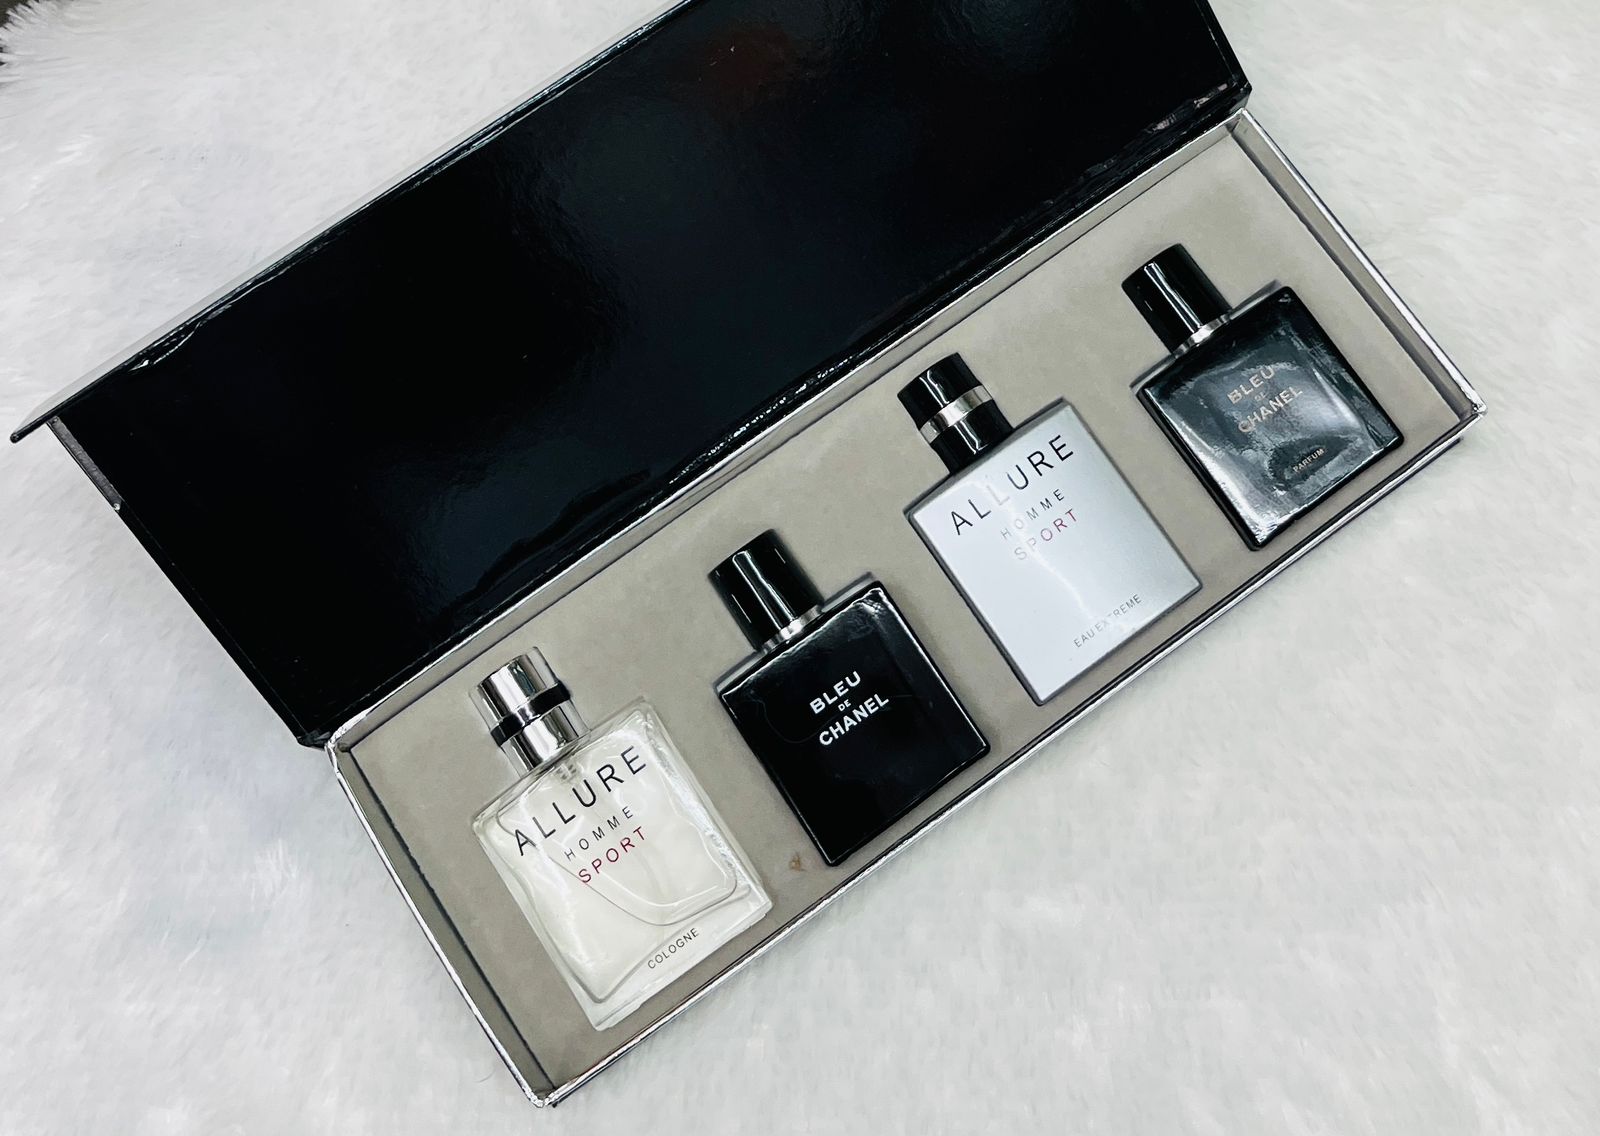 ALLURE
HOMME
SPORT
COLOGNE
BLEU
DE
CHANEL
ALLURE
HOMME
SPORT
EAU EXTREME
BLEU
DE
CHANEL
PARFUM